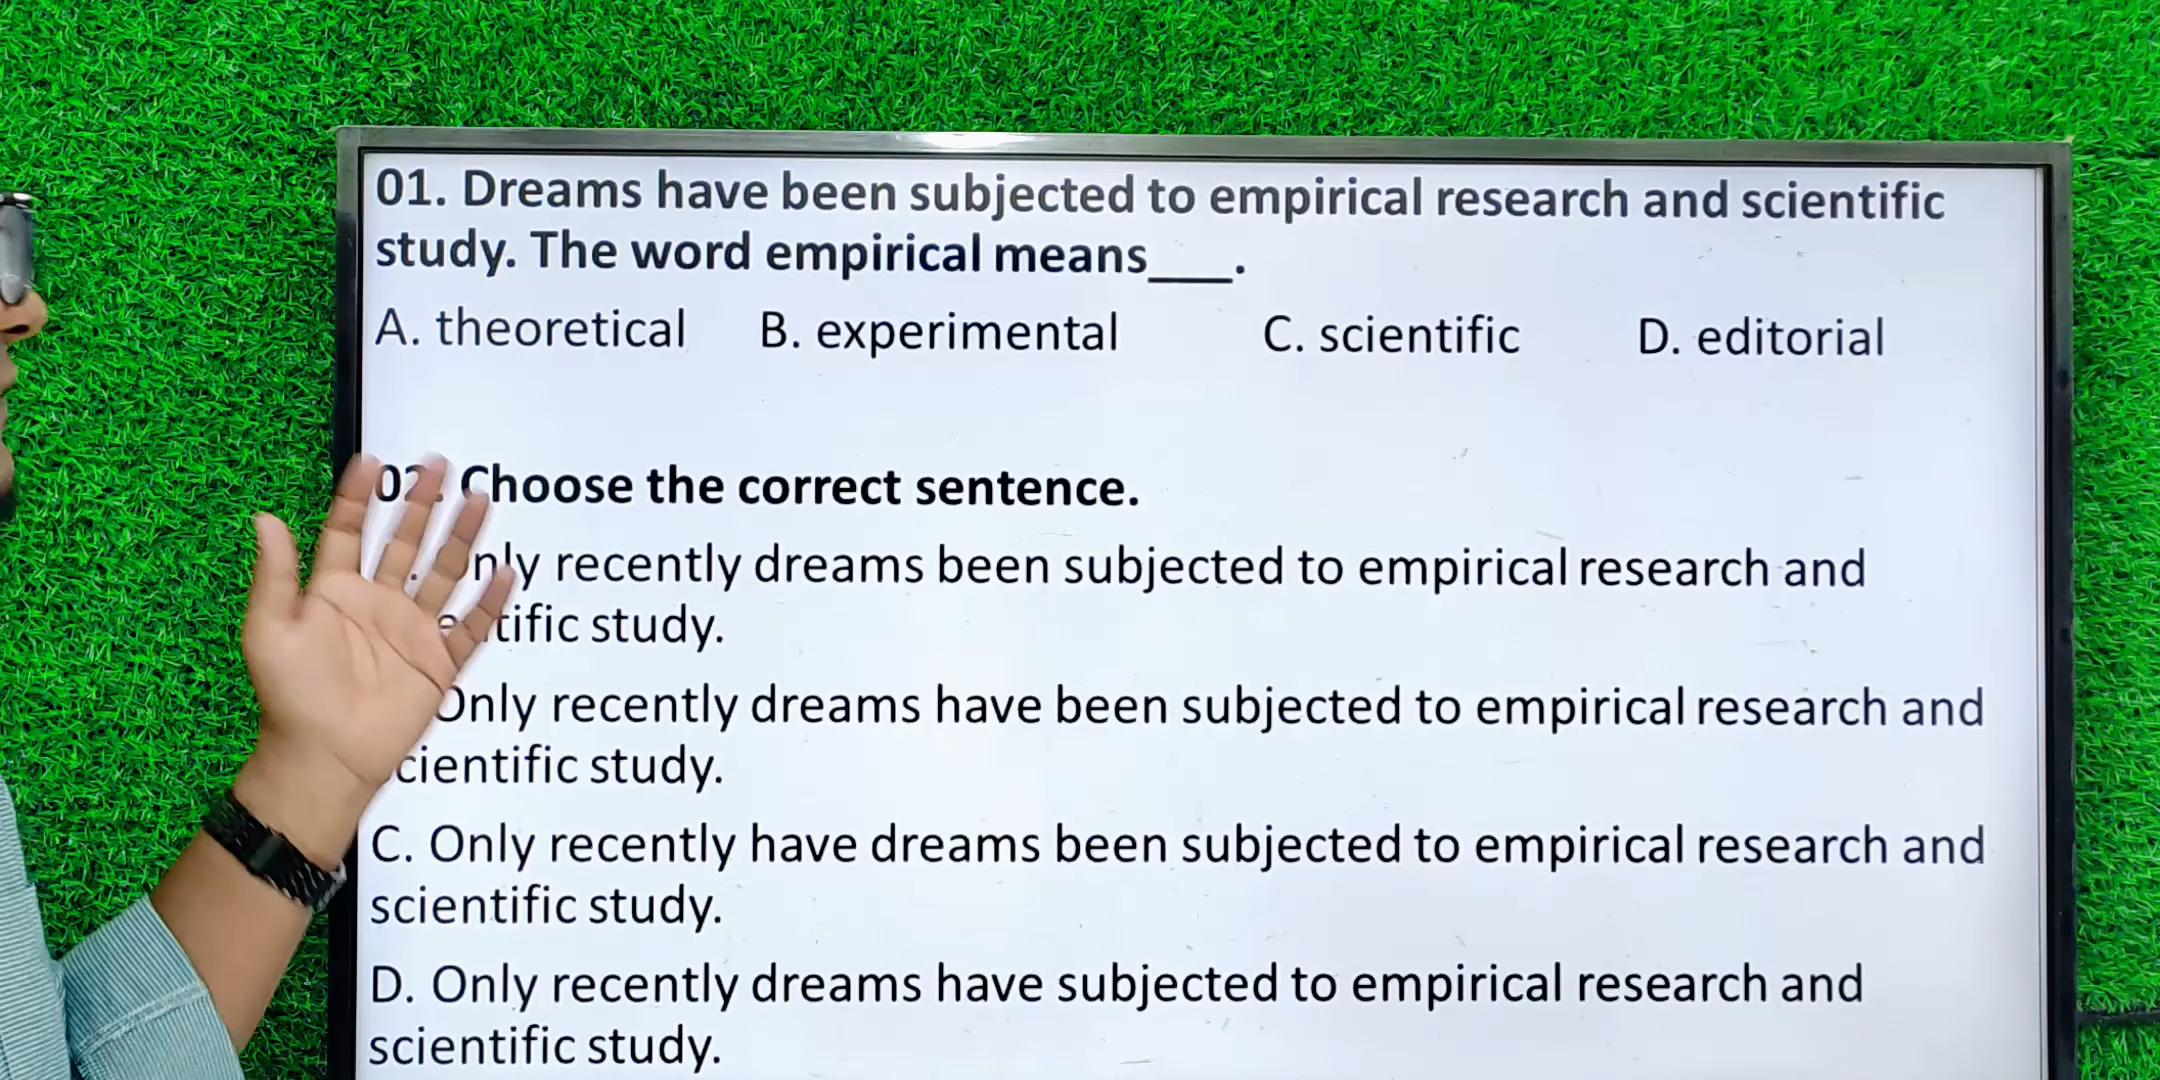 01. Dreams have been subjected to empirical research and scientific
study. The word empirical means____.
A. theoretical B. experimental C. scientific D. editorial
02. Choose the correct sentence.
recently dreams been subjected to empirical research and
study.
Only recently dreams have been subjected to empirical research and
scientific study.
C. Only recently have dreams been subjected to empirical research and
scientific study.
D. Only recently dreams have subjected to empirical research and
scientific study.